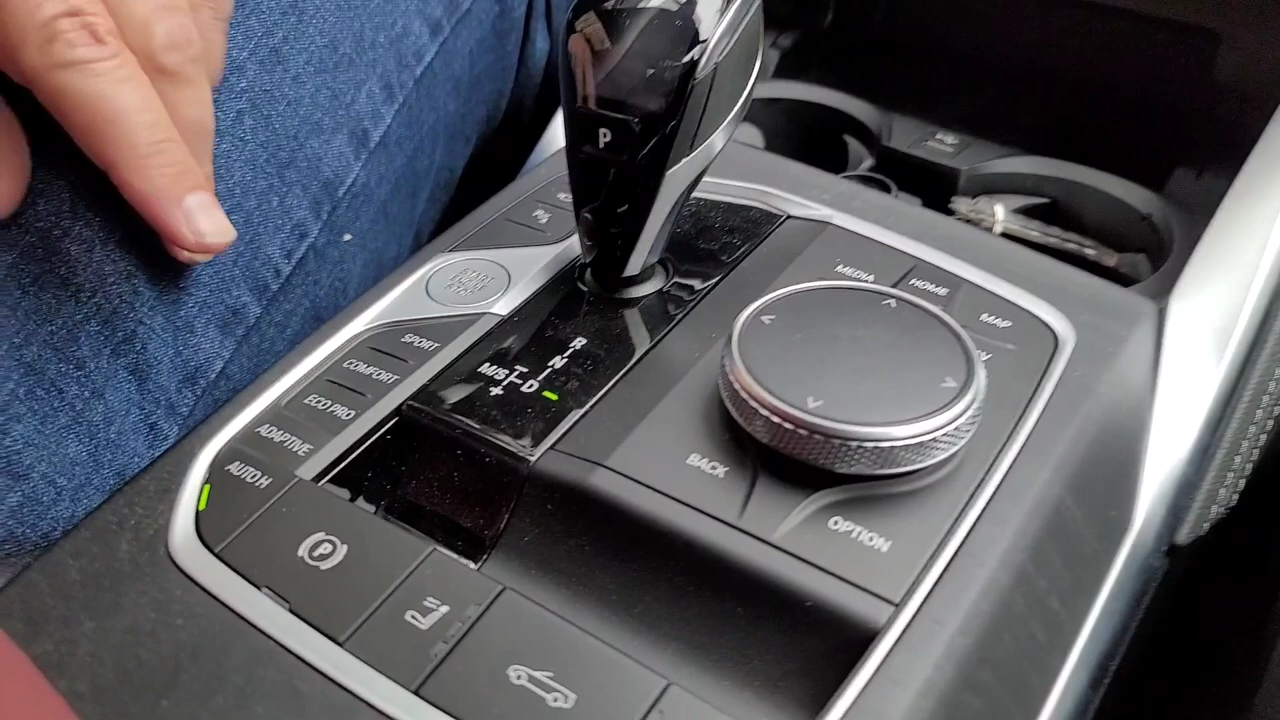 P
START
ENGINE
STOP
MEDIA
HOME
MAP
SPORT
COMFORT
ECO PRO
ADAPTIVE
AUTO H
R
N
M/S
D
+
BACK
OPTION
P